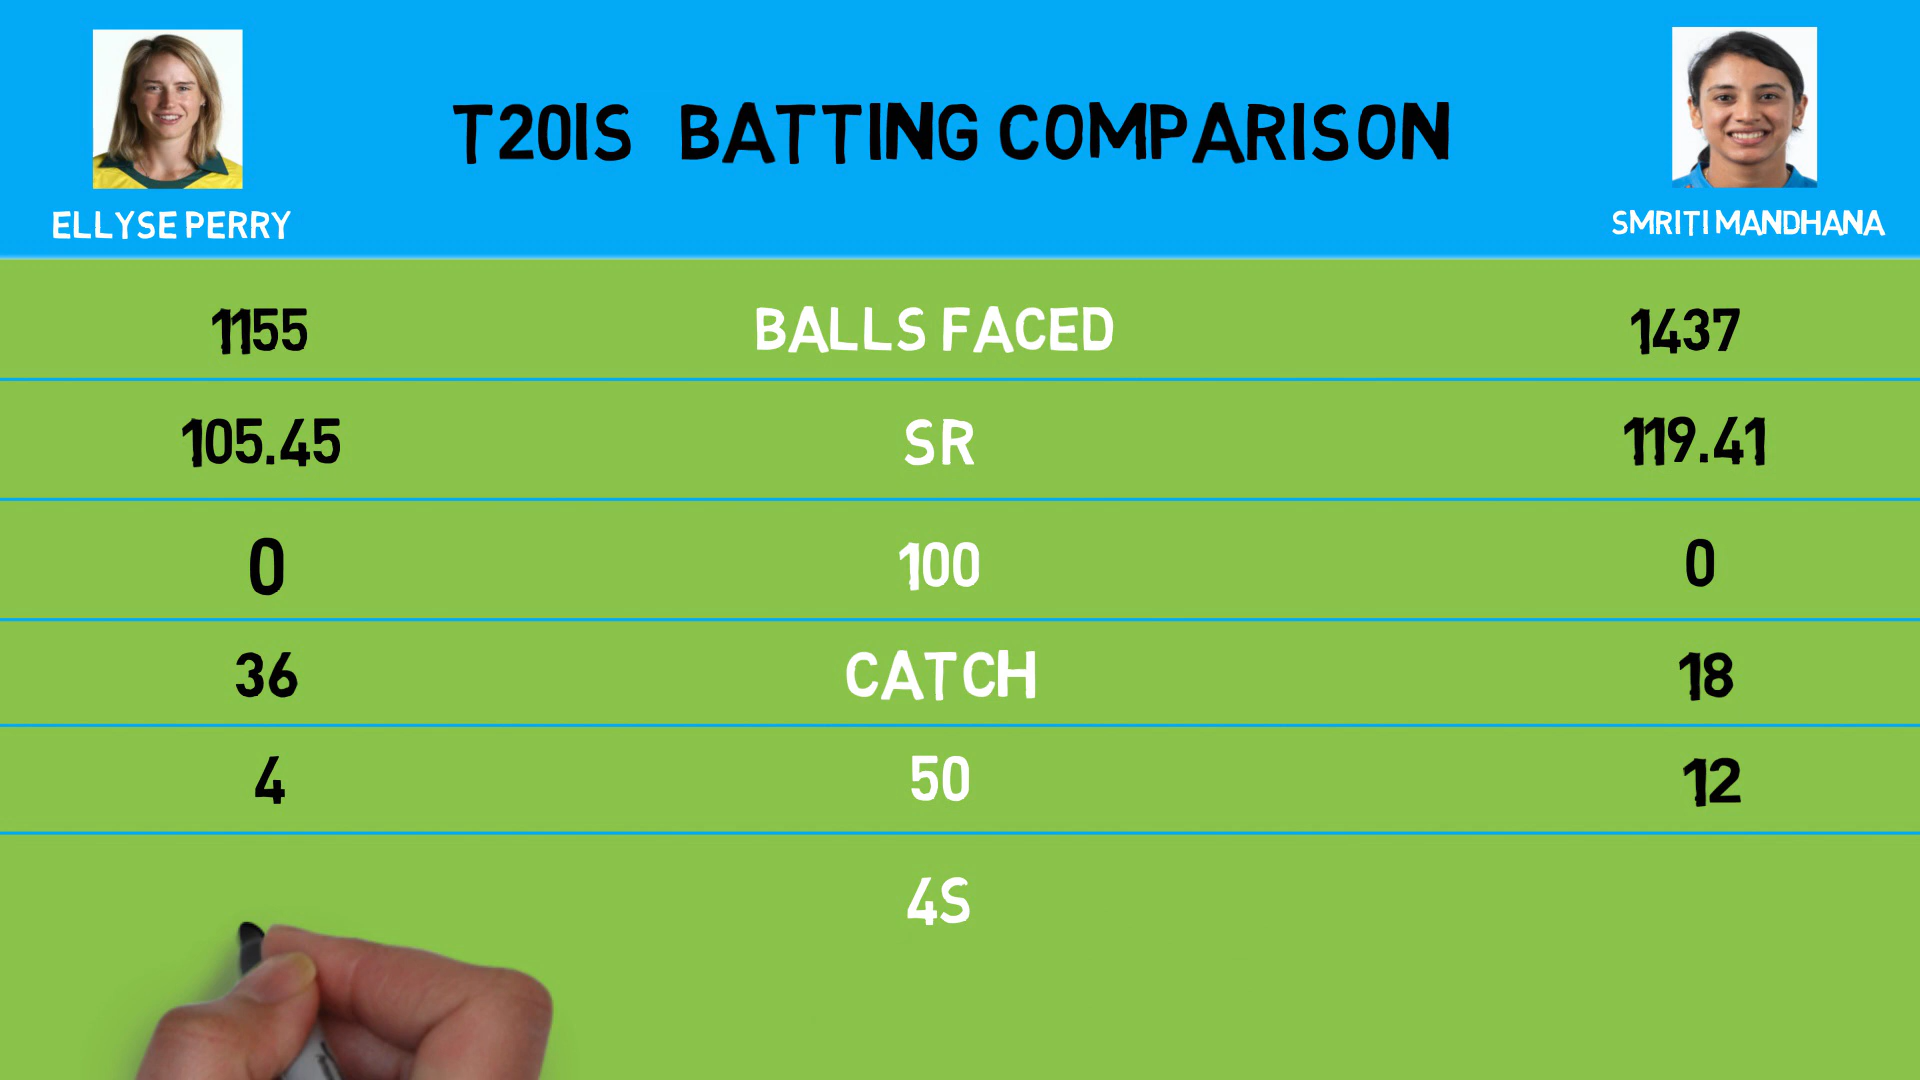 T20IS BATTING COMPARISON
ELLYSE PERRY
SMRITI MANDHANA
1155 BALLS FACED 1437
105.45 SR 119.41
0 100 0
36 CATCH 18
4 50 12
4S